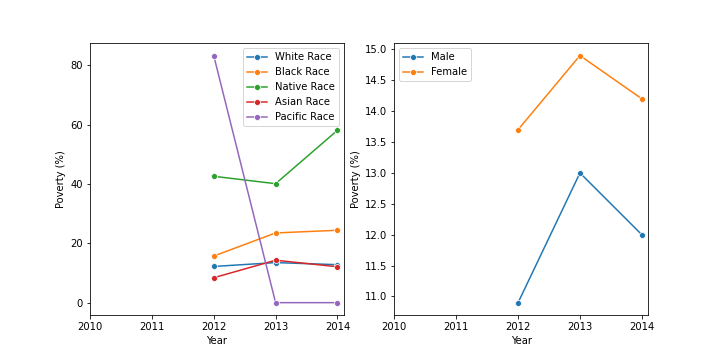 80
60
40
20
0
Poverty (%)
2010 2011 2012 2013 2014
Year
White Race
Black Race
Native Race
Asian Race
Pacific Race
15.0
14.5
14.0
13.5
13.0
12.5
12.0
11.5
11.0
Poverty (%)
2010 2011 2012 2013 2014
Year
Male
Female